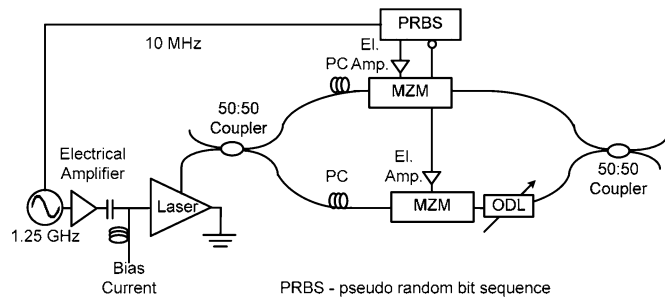 PRBS
10 MHz
El.
Amp.
PC
MZM
50:50
Coupler
Electrical
Amplifier
El.
Amp.
50:50
Coupler
PC
Laser
MZM
ODL
1.25 GHz
Bias
Current
PRBS - pseudo random bit sequence